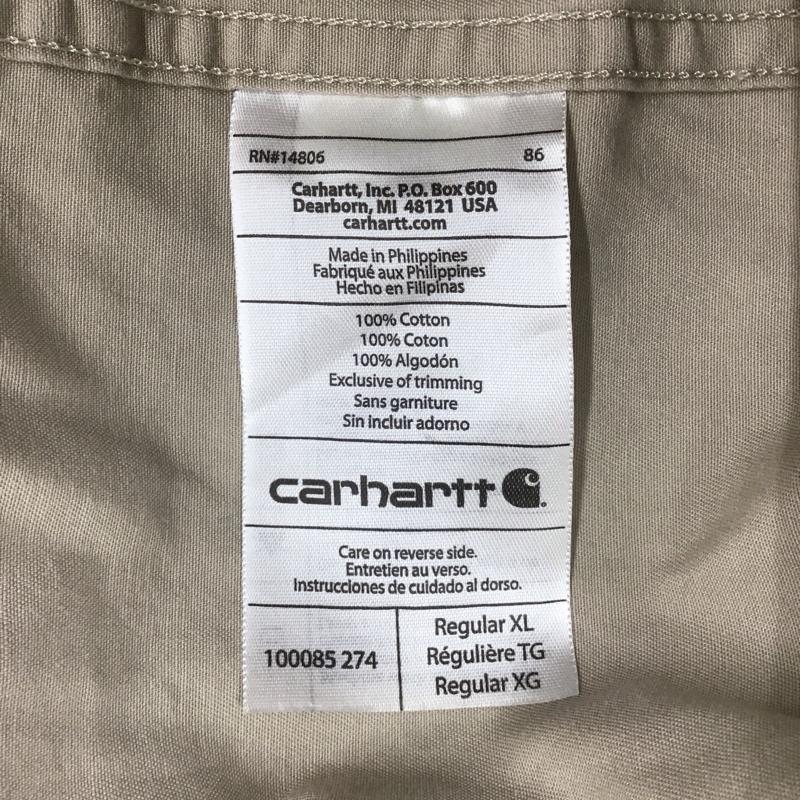 RN#14806 86
Carhartt, Inc. P.O. Box 600
Dearborn, MI 48121 USA
carhartt.com
Made in Philippines
Fabriqué aux Philippines
Hecho en Filipinas
100% Cotton
100% Coton
100% Algodón
Exclusive of trimming
Sans garniture
Sin incluir adorno
carhartt
Care on reverse side.
Entretien au verso.
Instrucciones de cuidado al dorso.
100085 274
Regular XL
Régulière TG
Regular XG